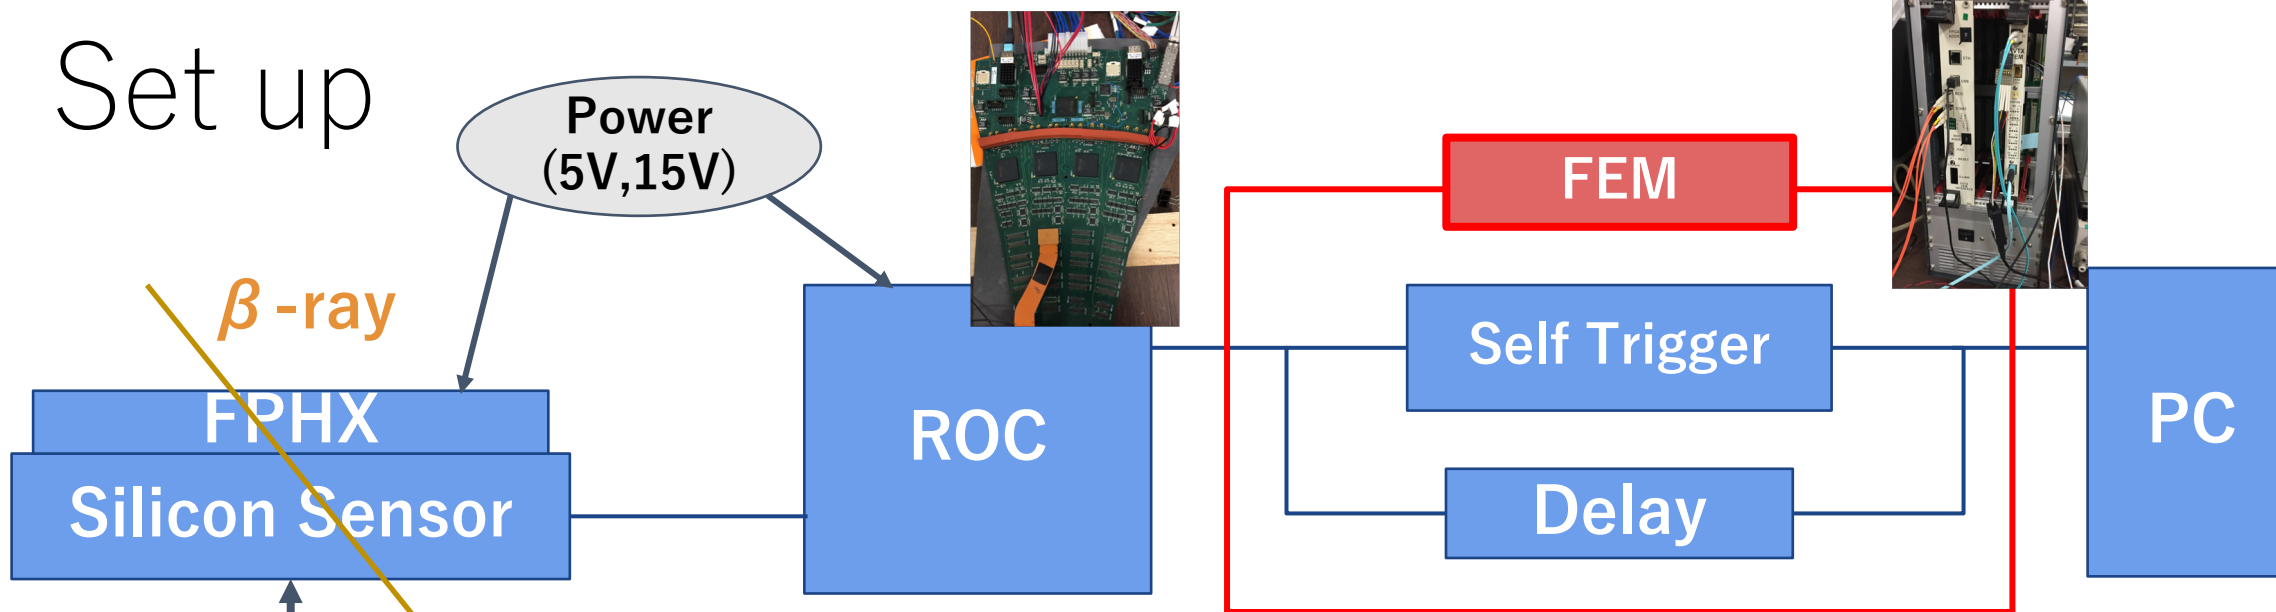 Set up
Power
(5V,15V)
FEM
β-ray
Self Trigger
FPHX
ROC
PC
Silicon Sensor
Delay